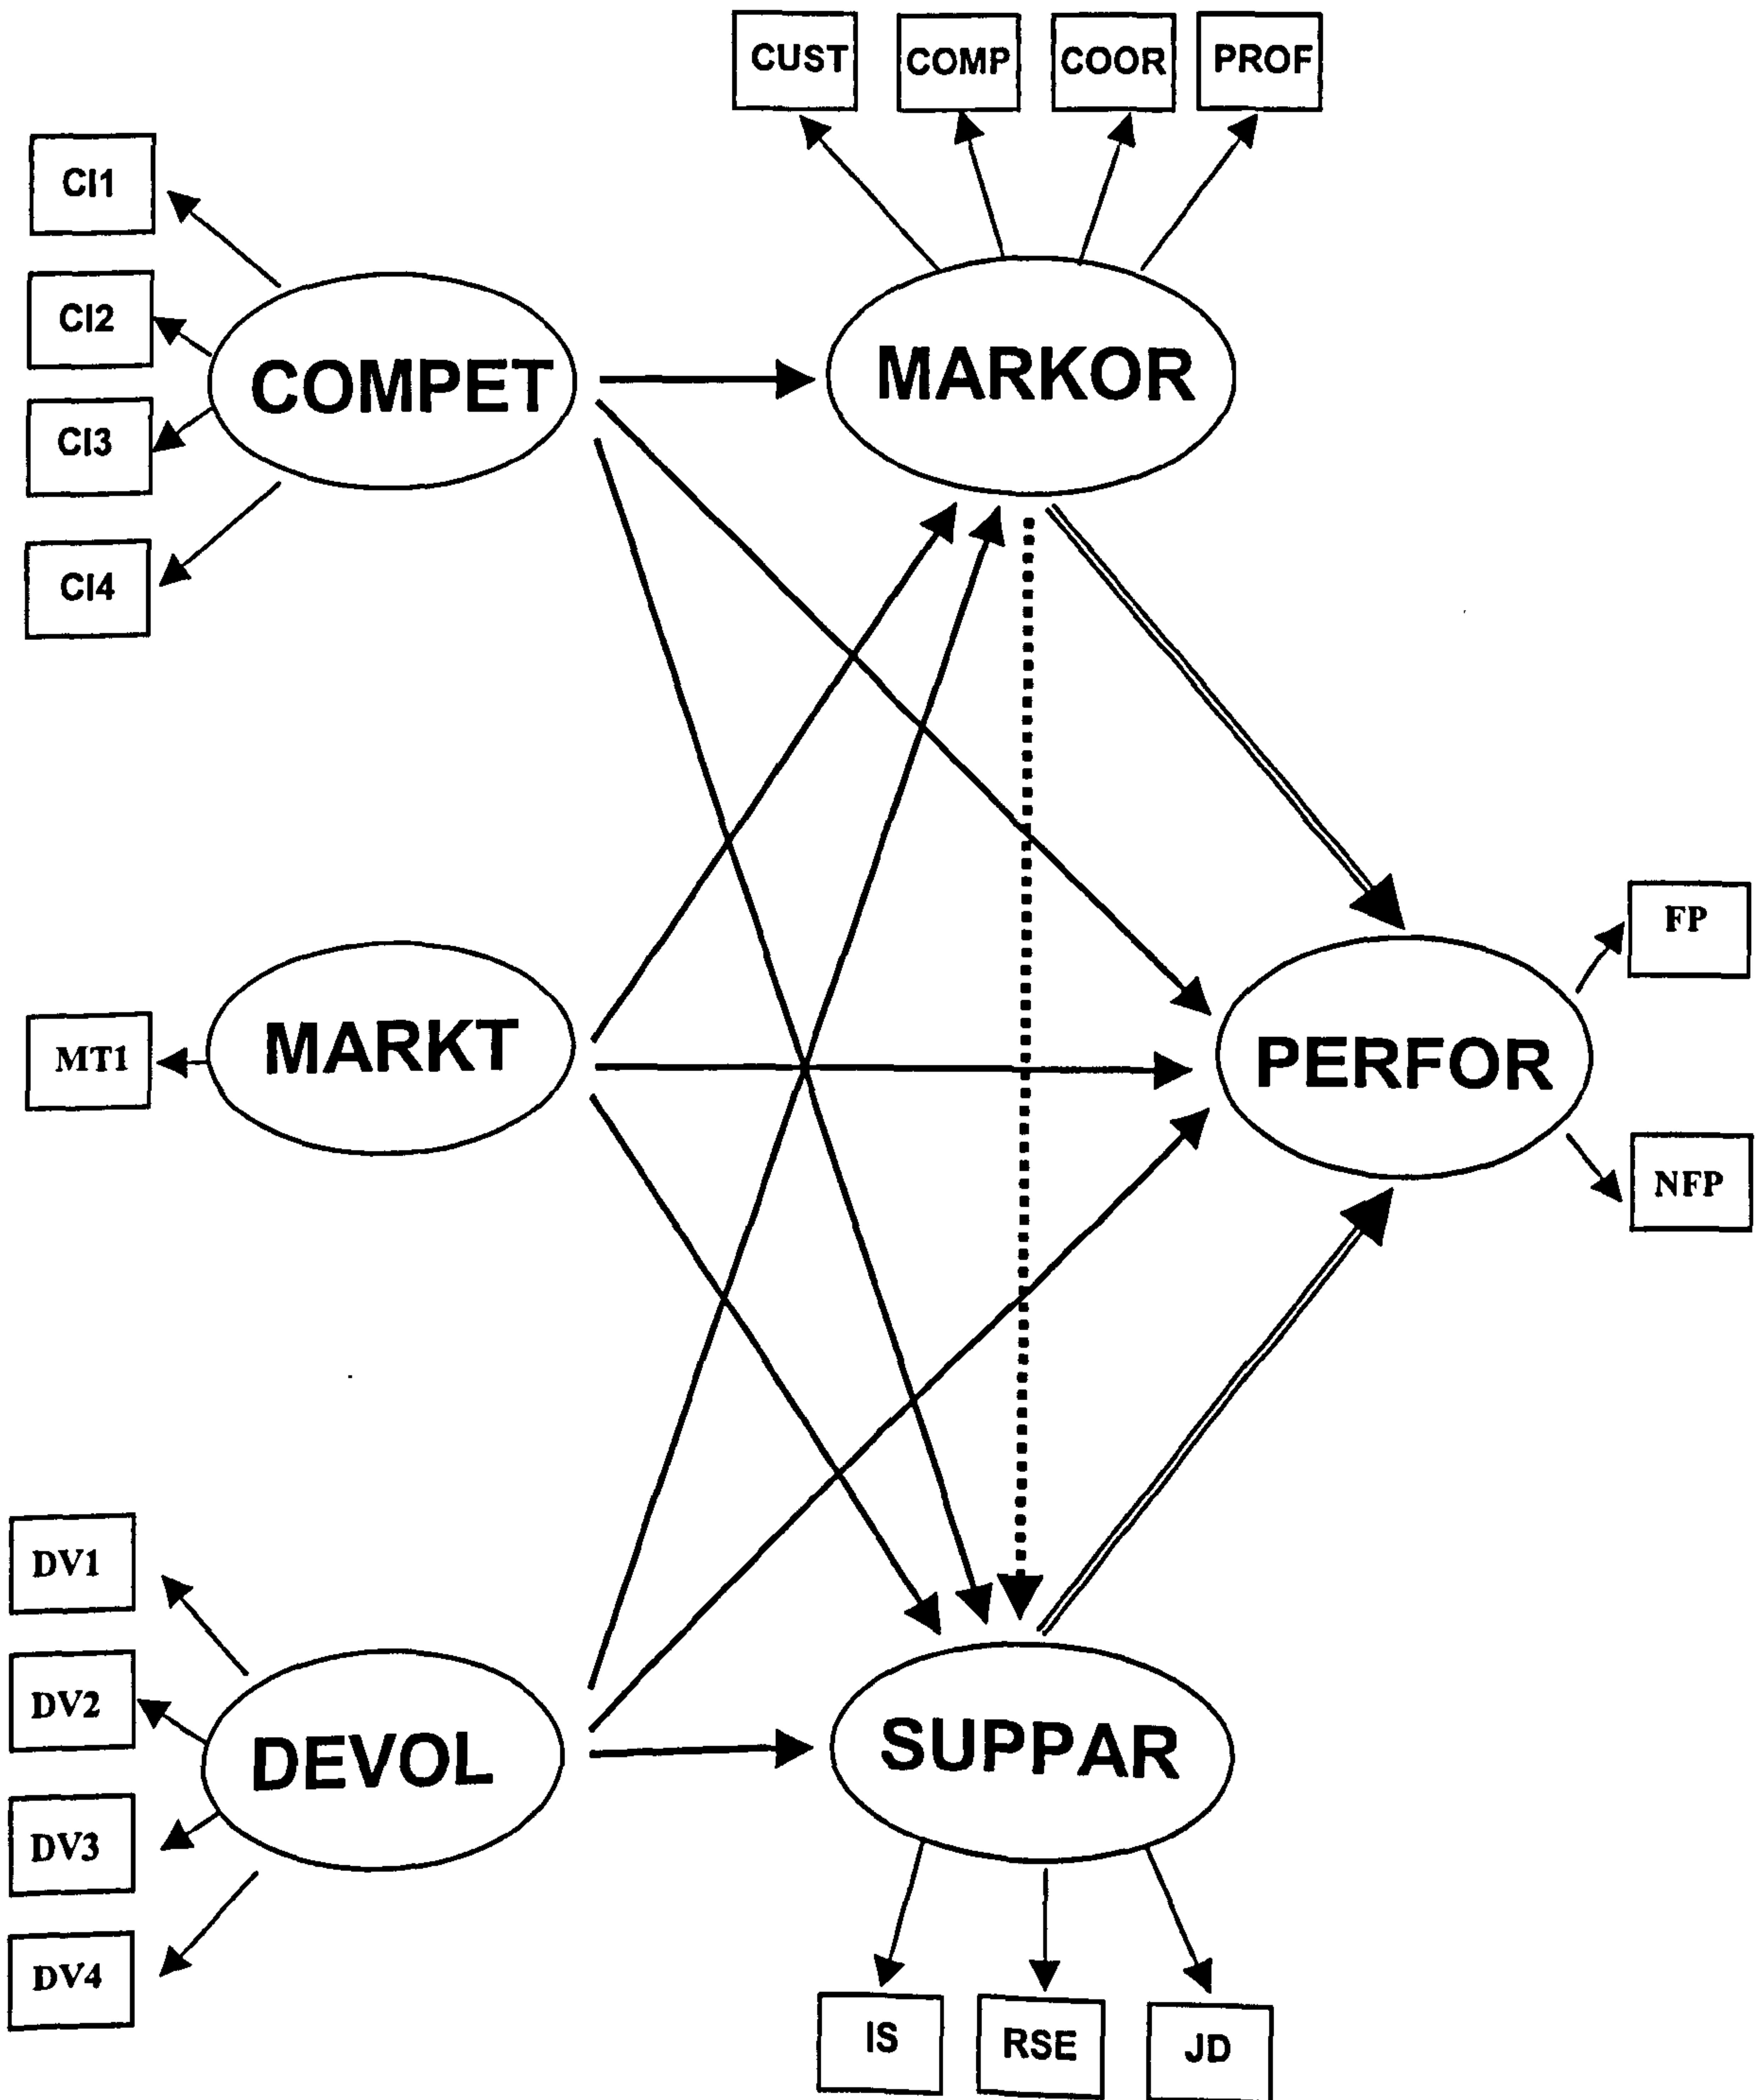 CUST
COMP
COOR
PROF
CI1
CI2
CI3
CI4
COMPET
MARKOR
MT1
MARKT
PERFOR
FP
NFP
DV1
DV2
DV3
DV4
DEVOL
SUPPAR
IS
RSE
JD